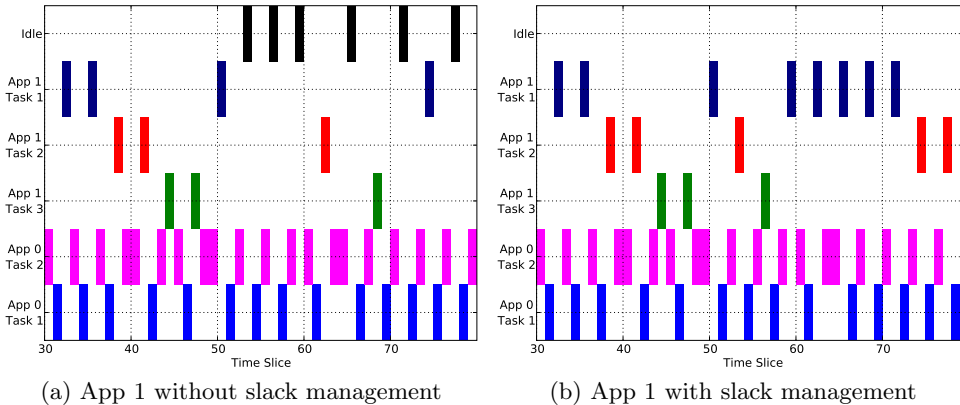 Idle
App 1
Task 1
App 1
Task 2
App 1
Task 3
App 0
Task 2
App 0
Task 1
30 40 50 60 70
Time Slice
(a) App 1 without slack management
Idle
App 1
Task 1
App 1
Task 2
App 1
Task 3
App 0
Task 2
App 0
Task 1
30 40 50 60 70
Time Slice
(b) App 1 with slack management